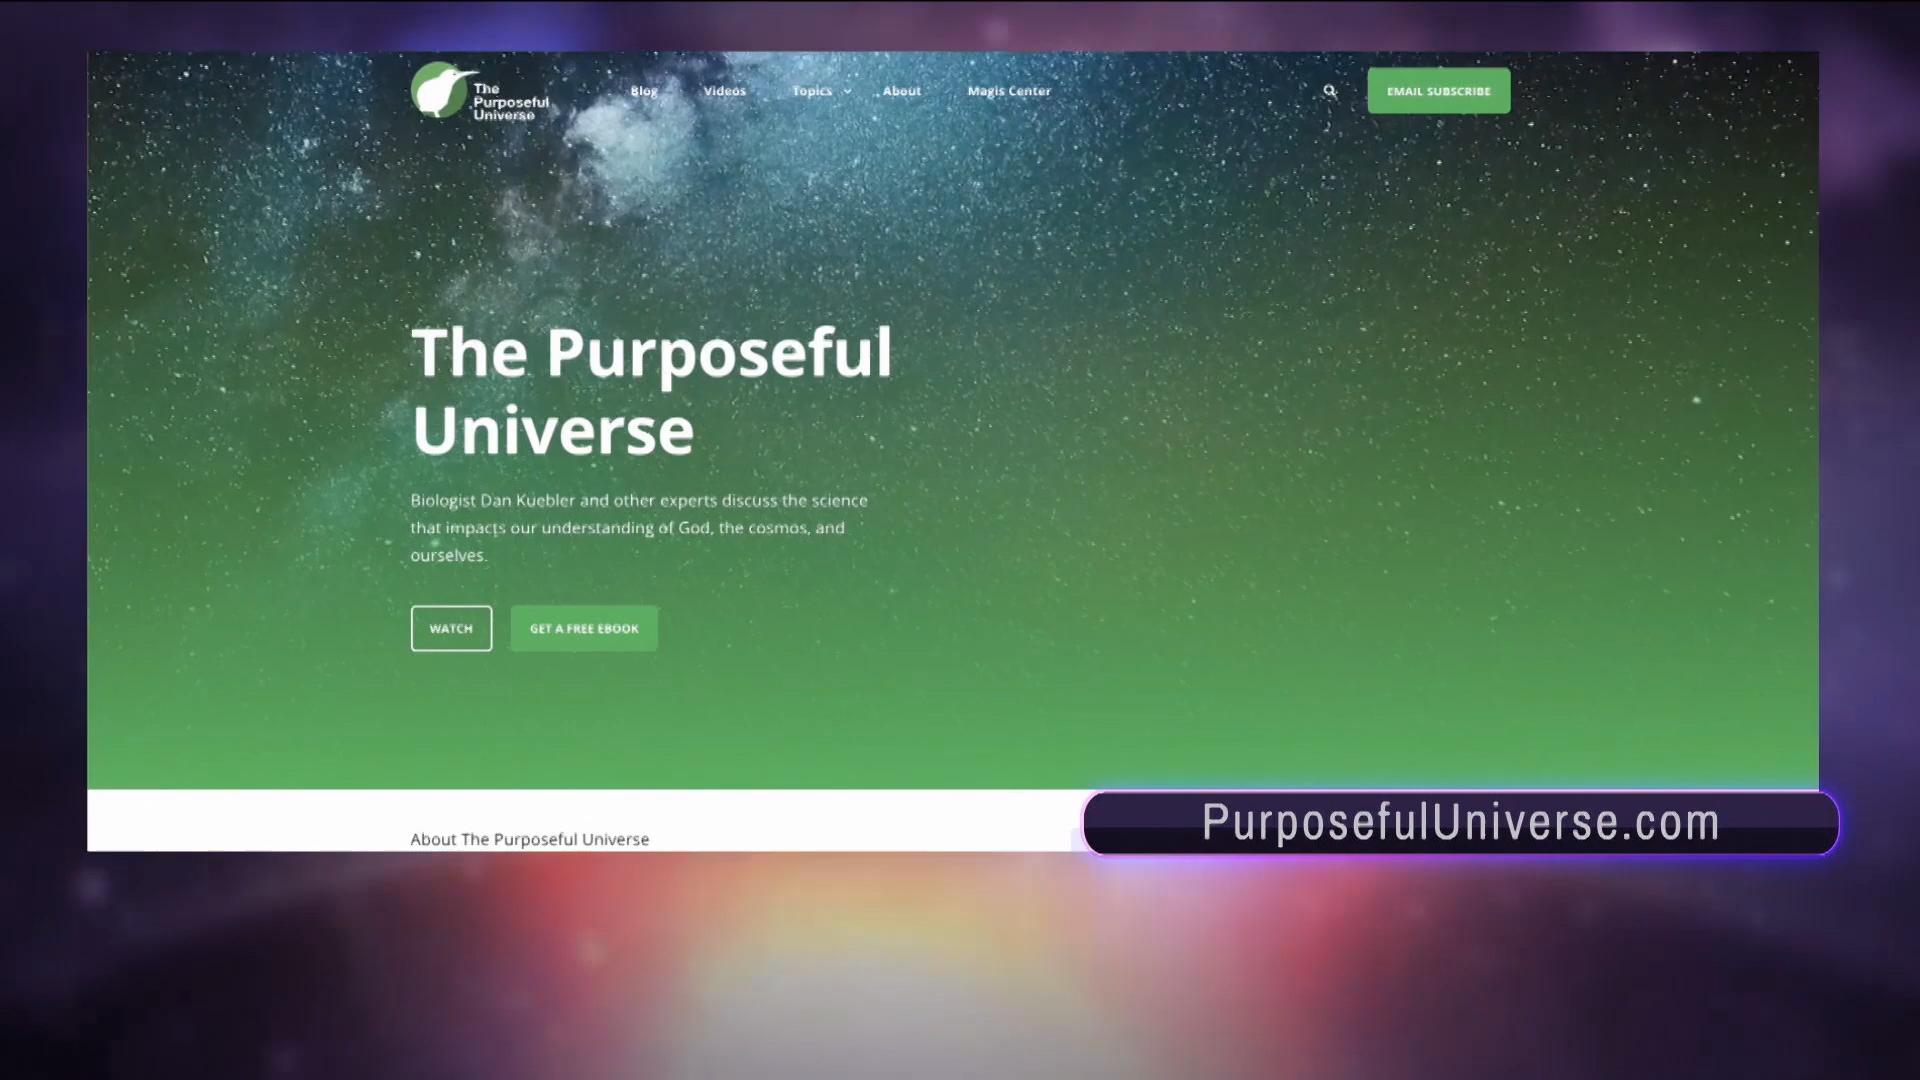 The
Purposeful
Universe
Blog Videos Topics About Magis Center EMAIL SUBSCRIBE
The Purposeful
Universe
Biologist Dan Kuebler and other experts discuss the science
that impacts our understanding of God, the cosmos, and
ourselves.
WATCH GET A FREE EBOOK
About The Purposeful Universe
PurposefulUniverse.com